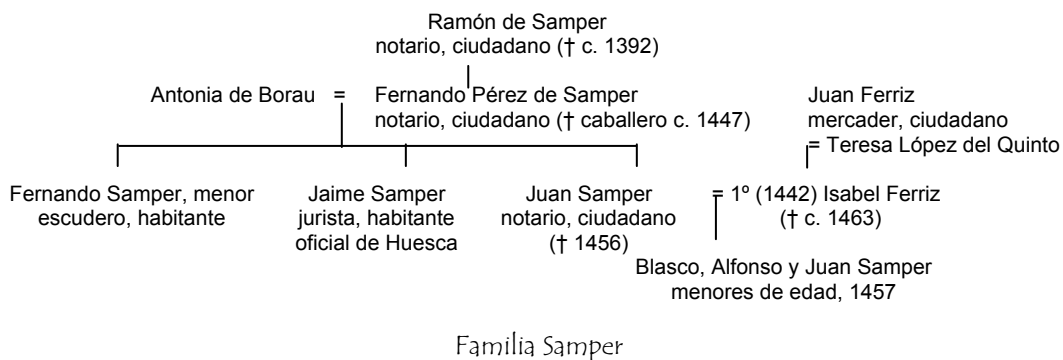 Ramón de Samper
notario, ciudadano († c. 1392)
Antonia de Borau =
Fernando Pérez de Samper
notario, ciudadano († caballero c. 1447)
Juan Ferriz
mercader, ciudadano
= Teresa López del Quinto
Fernando Samper, menor
escudero, habitante
Jaime Samper
jurista, habitante
oficial de Huesca
Juan Samper
notario, ciudadano
(† 1456)
= 1º (1442) Isabel Ferriz
(† c. 1463)
Blasco, Alfonso y Juan Samper
menores de edad, 1457
Familia Samper